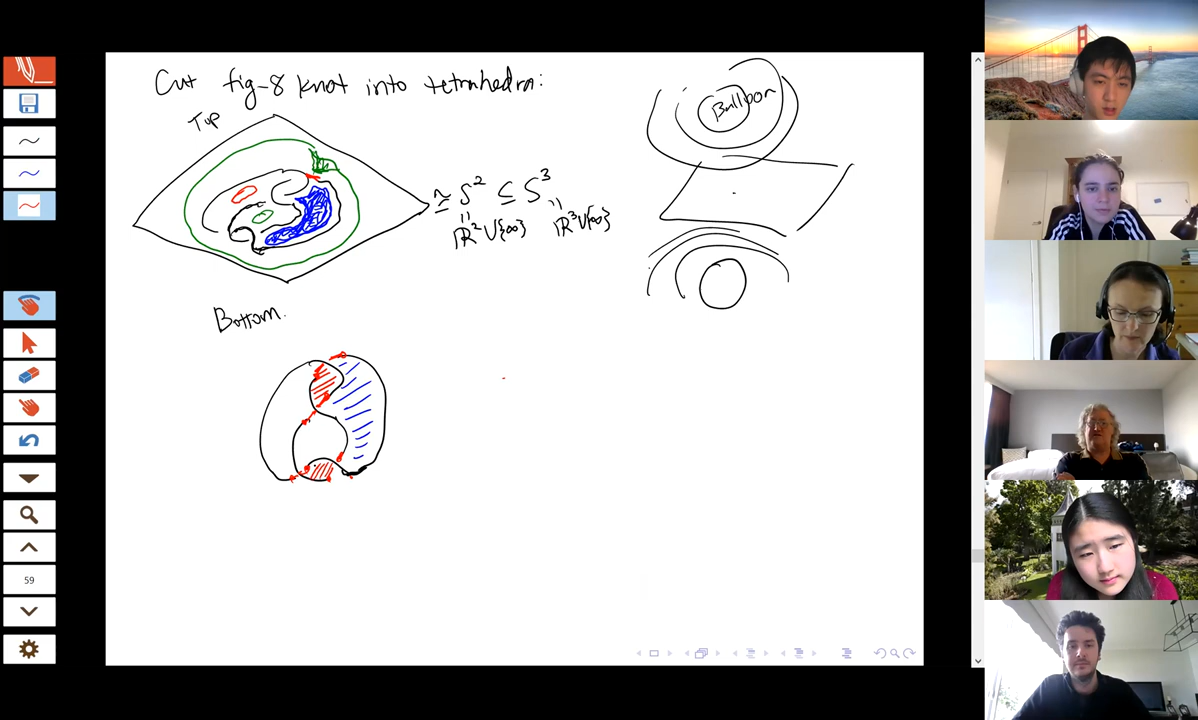 Cut fig-8 knot into tetrahedra:
Top
≅ S² ⊆ S³
ℝ² ∪ {∞}
ℝ³ ∪ {∞}
Balloon
Bottom.
59